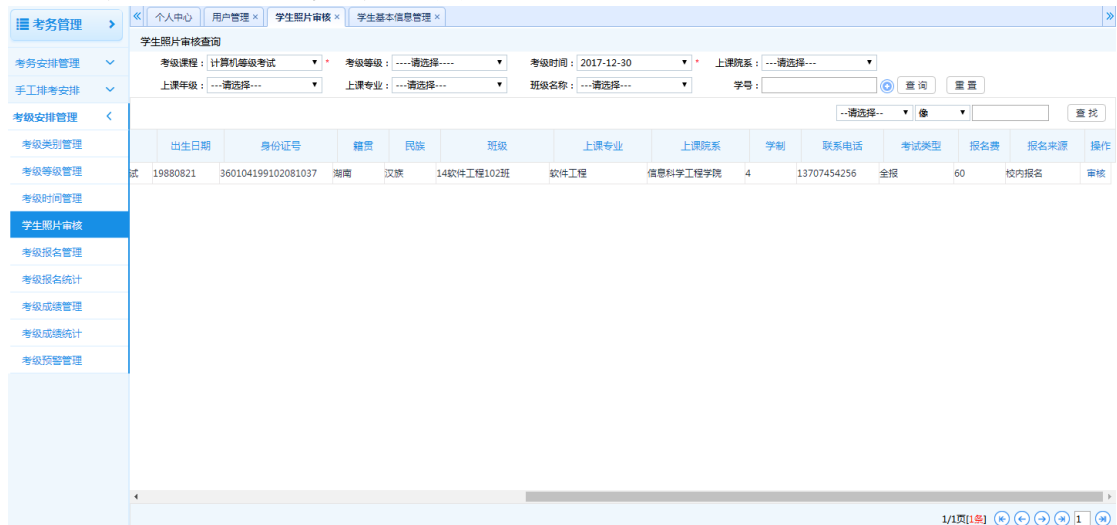 考务管理
个人中心 用户管理 × 学生照片审核 × 学生基本信息管理 ×
学生照片审核查询
考级课程：计算机等级考试 * 考级等级：----请选择---- 考级时间：2017-12-30 * 上课院系：---请选择---
上课年级：---请选择--- 上课专业：---请选择--- 班级名称：---请选择--- 学号： 查 询 重 置
--请选择-- 像 查 找
出生日期 身份证号 籍贯 民族 班级 上课专业 上课院系 学制 联系电话 考试类型 报名费 报名来源 操作
试 19880821 360104199102081037 湖南 汉族 14软件工程102班 软件工程 信息科学工程学院 4 13707454256 全报 60 校内报名 审核
考务安排管理
手工排考安排
考级安排管理
考级类别管理
考级等级管理
考级时间管理
学生照片审核
考级报名管理
考级报名统计
考级成绩管理
考级成绩统计
考级预警管理
1/1页[1条] 1